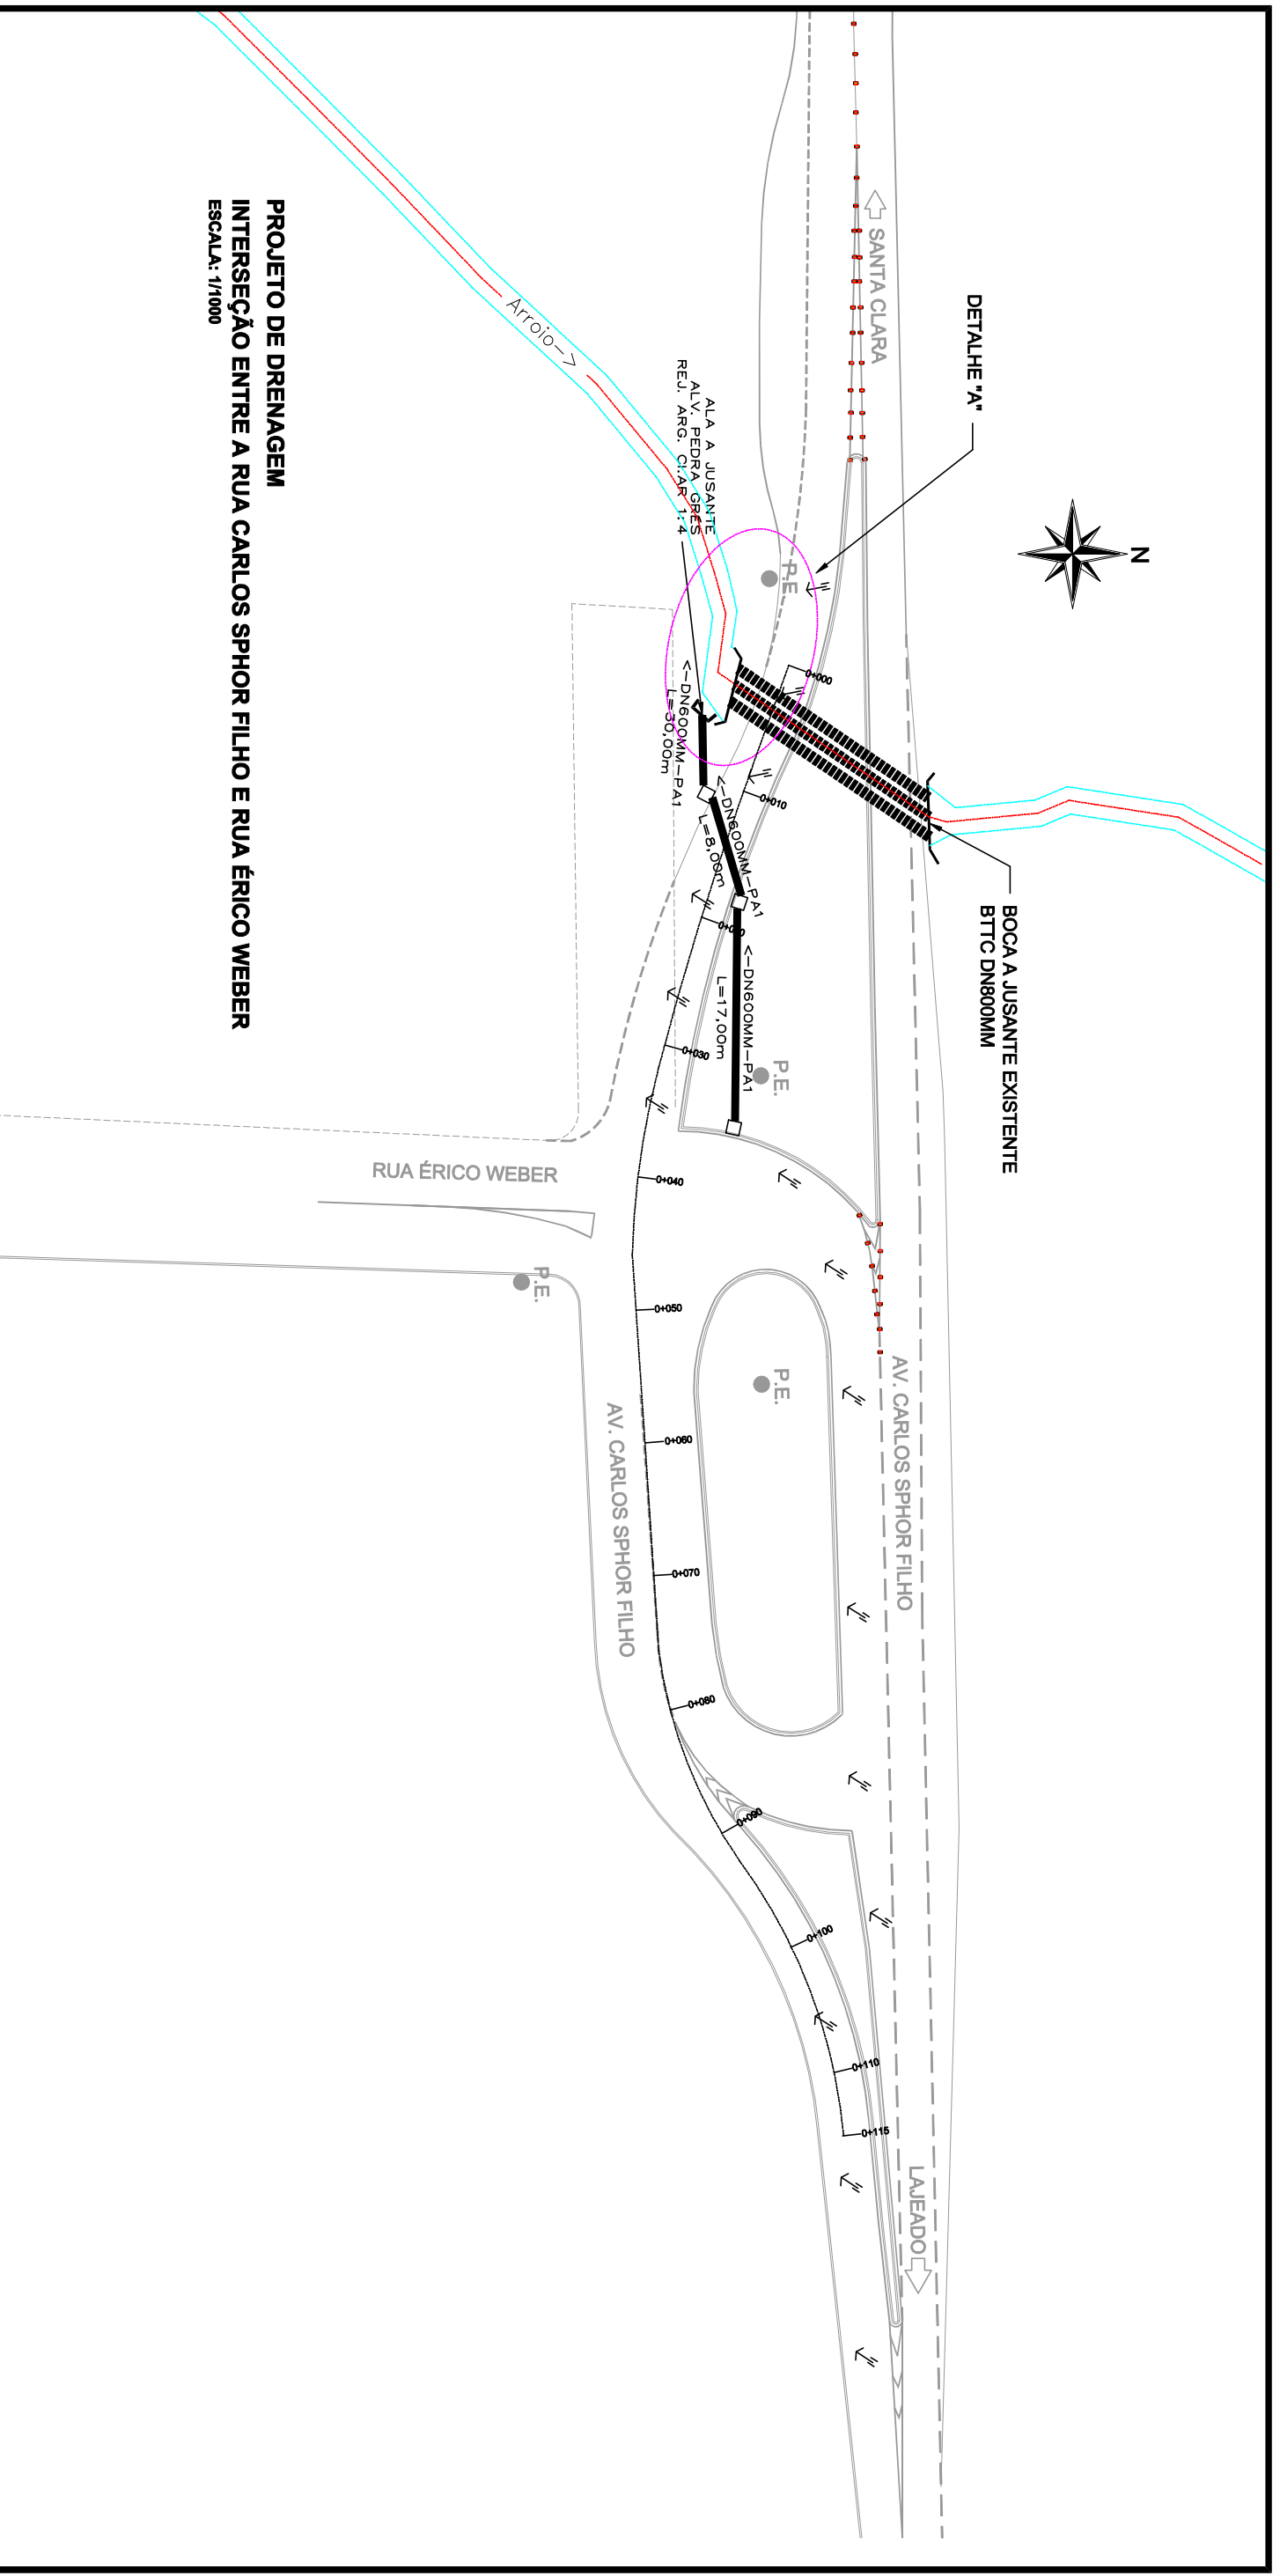 N
BOCA A JUSANTE EXISTENTE
BTTC DN800MM
DETALHE "A"
SANTA CLARA
AV. CARLOS SPHOR FILHO
LAJEADO
P.E
P.E.
P.E.
P.E.
0+000
0+010
0+030
0+040
0+050
0+060
0+070
0+080
0+090
0+100
0+110
0+115
<-DN600MM-PA1
L=17,00m
<-DN600MM-PA1
L=8,00m
<-DN600MM-PA1
L=30,00m
ALA A JUSANTE
ALV. PEDRA GRES
REJ. ARG. CI:AR 1:4
AV. CARLOS SPHOR FILHO
Arroio->
RUA ÉRICO WEBER
PROJETO DE DRENAGEM
INTERSEÇÃO ENTRE A RUA CARLOS SPHOR FILHO E RUA ÉRICO WEBER
ESCALA: 1/1000